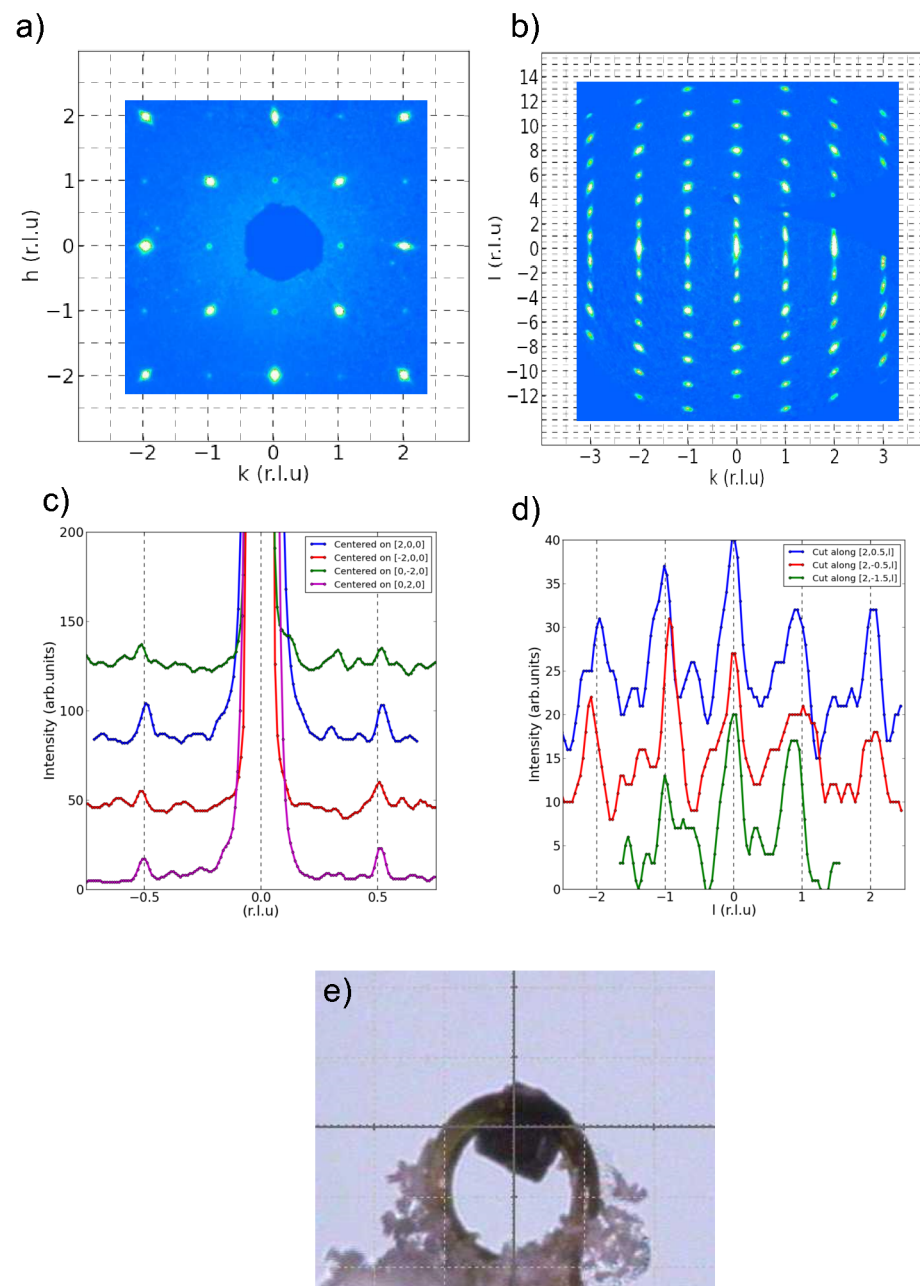 a)
h (r.l.u)
2
1
0
−1
−2
−2 −1 0 1 2
k (r.l.u)
b)
l (r.l.u)
14
12
10
8
6
4
2
0
−2
−4
−6
−8
−10
−12
−3 −2 −1 0 1 2 3
k (r.l.u)
c)
Intensity (arb.units)
200
150
100
50
0
Centered on [2,0,0]
Centered on [-2,0,0]
Centered on [0,-2,0]
Centered on [0,2,0]
−0.5 0.0 0.5
(r.l.u)
d)
Intensity (arb.units)
40
35
30
25
20
15
10
5
0
Cut along [2,0.5,l]
Cut along [2,-0.5,l]
Cut along [2,-1.5,l]
−2 −1 0 1 2
l (r.l.u)
e)